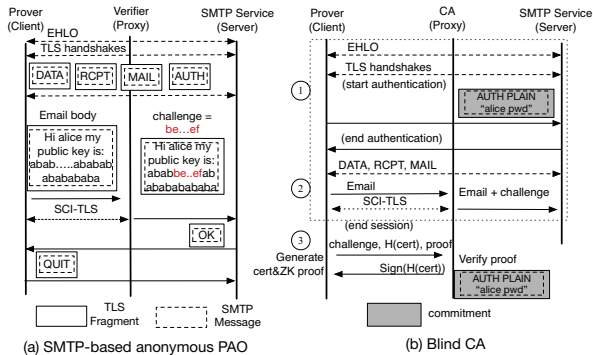 Prover
(Client)
Verifier
(Proxy)
SMTP Service
(Server)
EHLO
TLS handshakes
DATA
RCPT
MAIL
AUTH
Email body
Hi alice my
public key is:
abab.....ababab
abababababa
challenge =
be...ef
Hi alice my
public key is:
ababbe..efab
ababababababa
SCI-TLS
OK
QUIT
TLS
Fragment
SMTP
Message
(a) SMTP-based anonymous PAO
Prover
(Client)
CA
(Proxy)
SMTP Service
(Server)
EHLO
TLS handshakes
(start authentication)
1
AUTH PLAIN
"alice pwd"
(end authentication)
DATA, RCPT, MAIL
2
Email
Email + challenge
SCI-TLS
(end session)
3
Generate
cert&ZK proof
challenge, H(cert), proof
Verify proof
Sign(H(cert))
AUTH PLAIN
"alice pwd"
commitment
(b) Blind CA